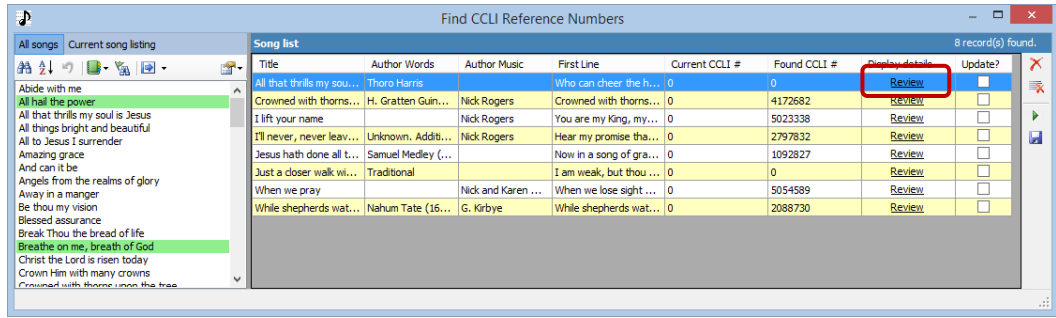 Find CCLI Reference Numbers
All songs Current song listing
Song list 8 record(s) found.
Title Author Words Author Music First Line Current CCLI # Found CCLI # Display details Update?
All that thrills my sou... Thoro Harris Who can cheer the h... 0 0 Review
Crowned with thorns... H. Gratten Guin... Nick Rogers Crowned with thorns... 0 4172682 Review
I lift your name Nick Rogers You are my King, my... 0 5023338 Review
I'll never, never leav... Unknown. Additi... Nick Rogers Hear my promise tha... 0 2797832 Review
Jesus hath done all t... Samuel Medley (... Now in a song of gra... 0 1092827 Review
Just a closer walk wi... Traditional I am weak, but thou ... 0 0 Review
When we pray Nick and Karen ... When we lose sight ... 0 5054589 Review
While shepherds wat... Nahum Tate (16... G. Kirbye While shepherds wat... 0 2088730 Review
Abide with me
All hail the power
All that thrills my soul is Jesus
All things bright and beautiful
All to Jesus I surrender
Amazing grace
And can it be
Angels from the realms of glory
Away in a manger
Be thou my vision
Blessed assurance
Break Thou the bread of life
Breathe on me, breath of God
Christ the Lord is risen today
Crown Him with many crowns
Crowned with thorns upon the tree